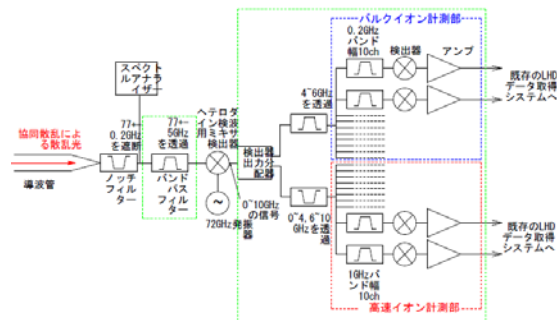 バルクイオン計測部
0.2GHz
バンド
幅10ch
検出器
アンプ
既存のLHD
データ取得
システムへ
スペクト
ルアナラ
イザー
4~6GHz
を透過
ヘテロダ
イン検波
用ミキサ
検出器
77±
0.2GHz
を遮断
77±
5GHz
を透過
協同散乱によ
る散乱光
導波管
ノッチ
フィル
ター
バンド
パスフ
ィルタ
ー
72GHz発振
器
0~10GHz
の信号
検出器
出力分
配器
0~4,6~10
GHzを透
過
既存のLHD
データ取得
システムへ
1GHzバ
ンド幅
10ch
高速イオン計測部